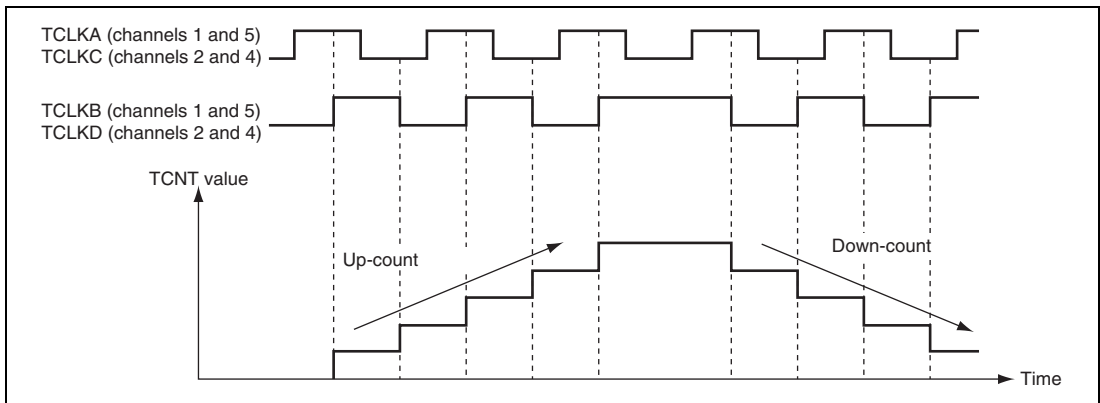 TCLKA (channels 1 and 5)
TCLKC (channels 2 and 4)
TCLKB (channels 1 and 5)
TCLKD (channels 2 and 4)
TCNT value
Up-count
Down-count
Time